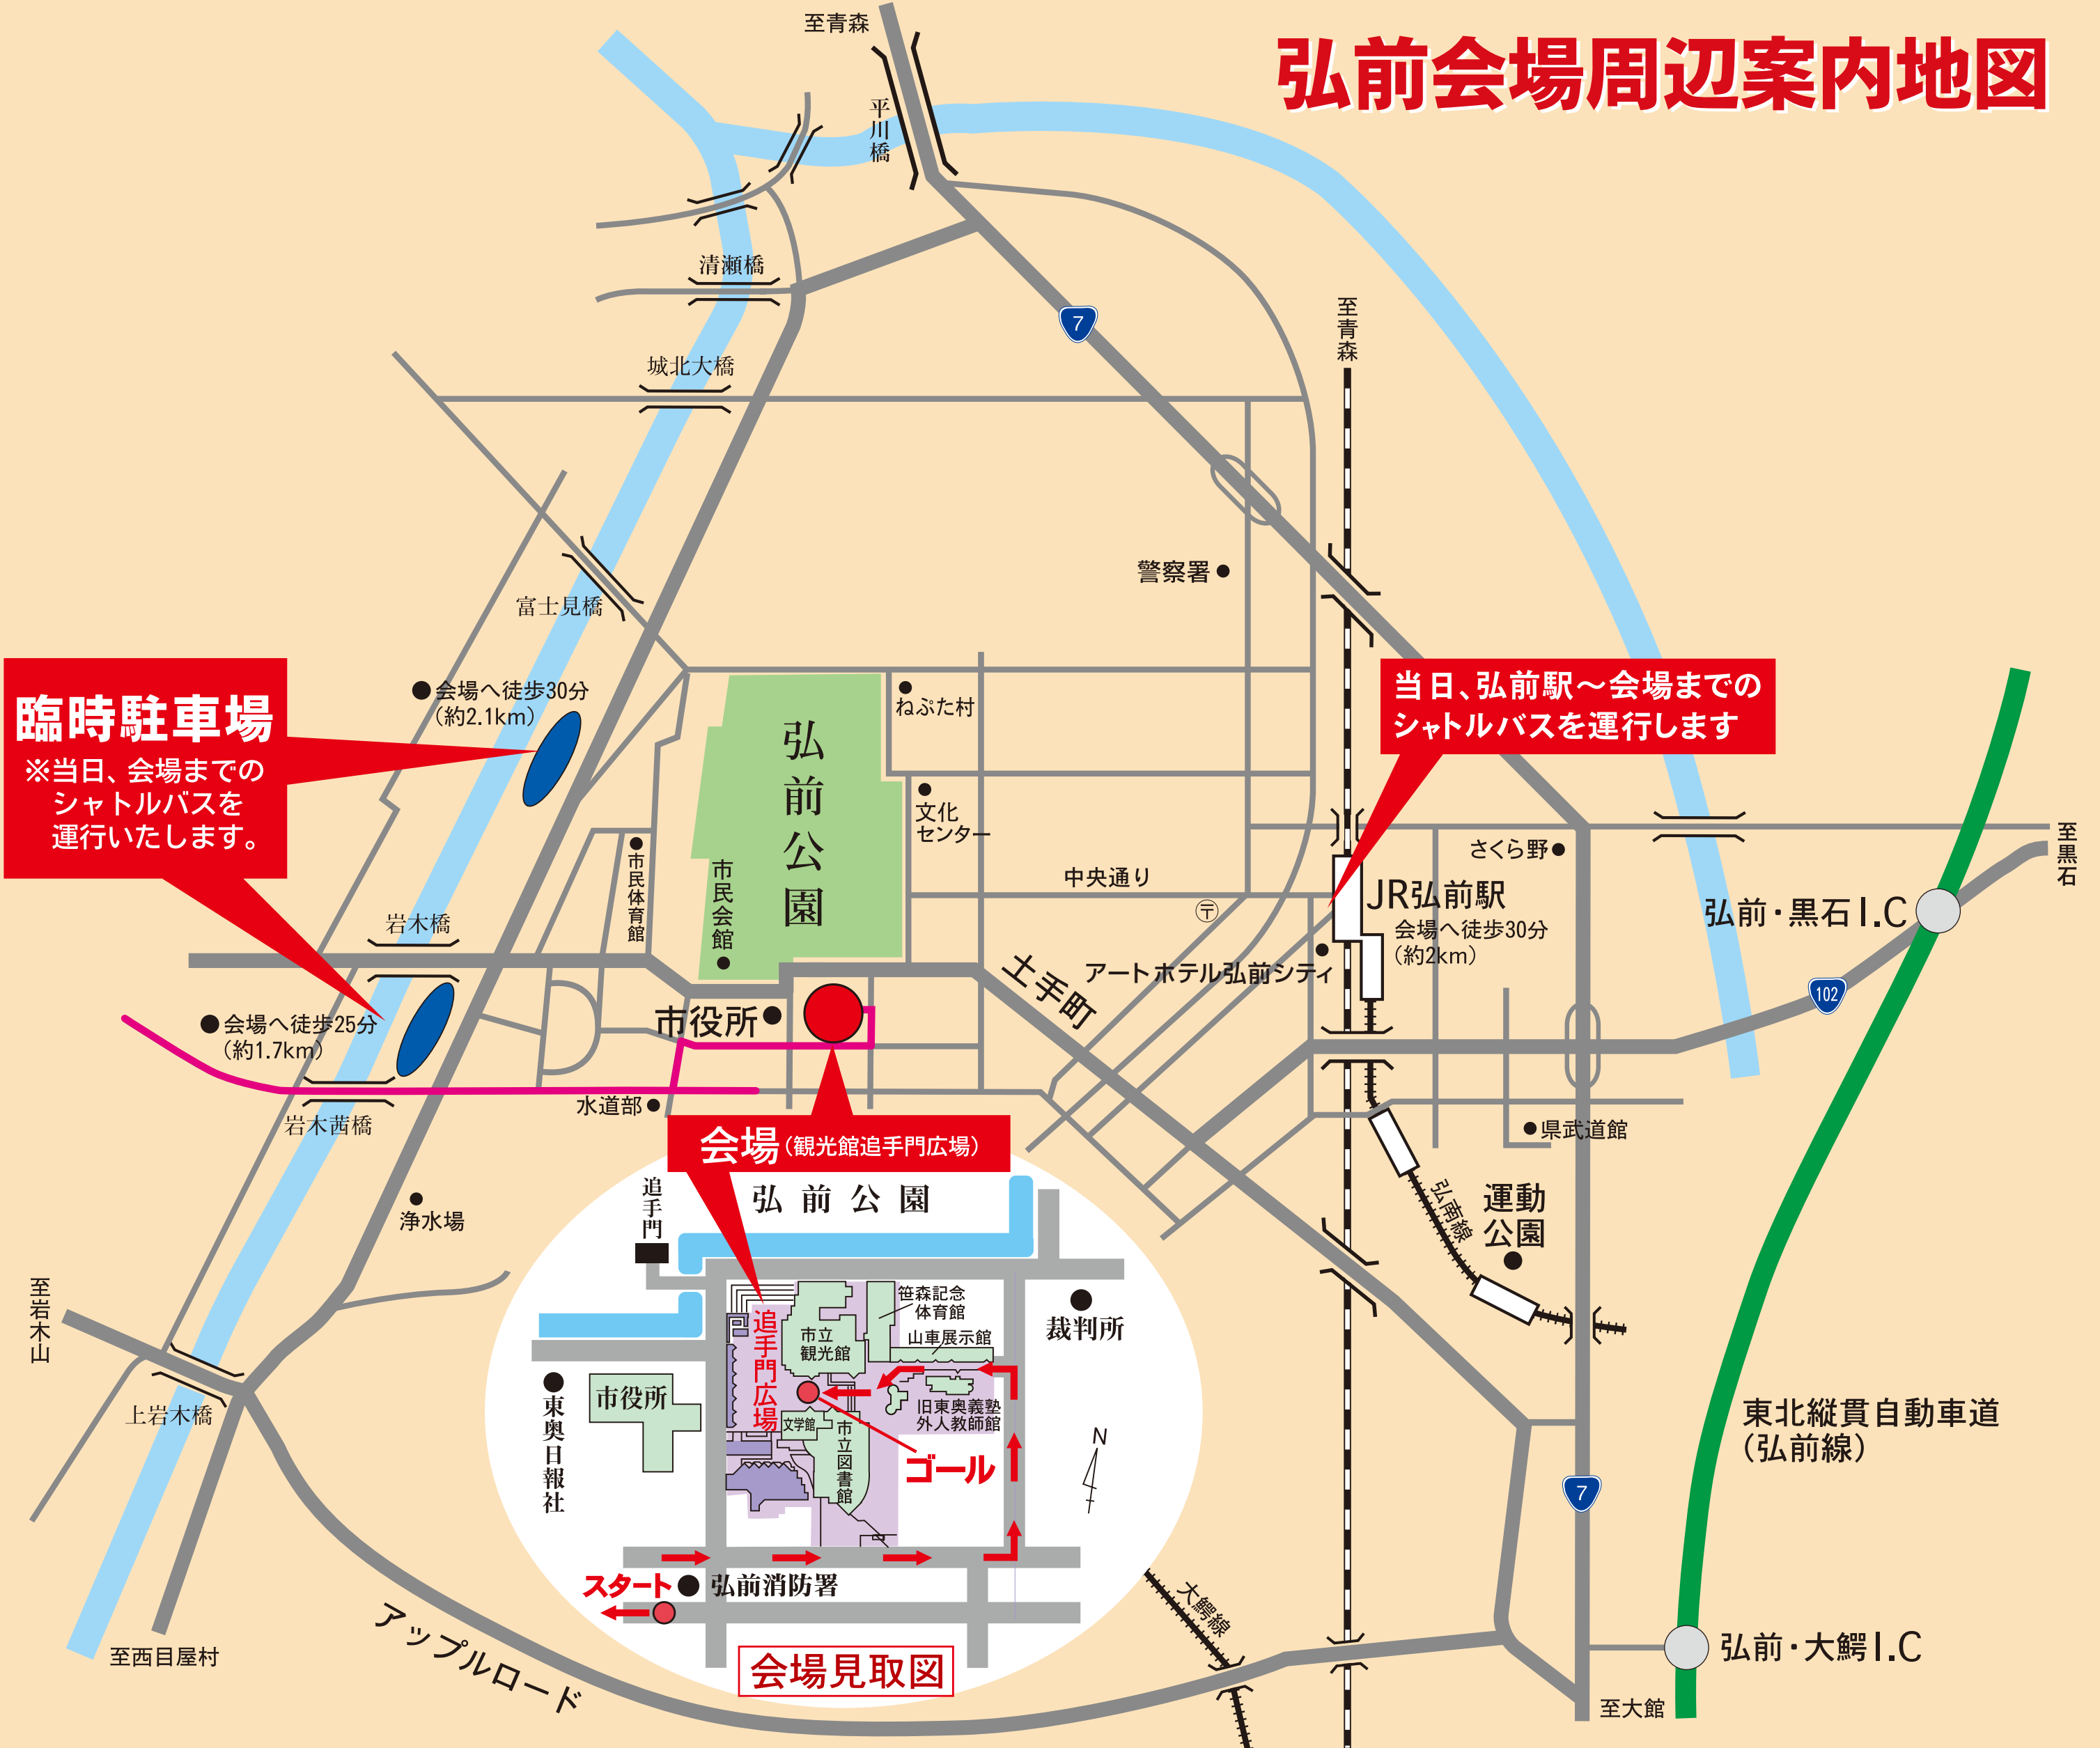 弘前会場周辺案内地図
至青森
平川橋
清瀬橋
城北大橋
7
至青森
警察署
富士見橋
臨時駐車場
※当日、会場までの
シャトルバスを
運行いたします。
会場へ徒歩30分
(約2.1km)
弘前公園
ねぷた村
文化
センター
当日、弘前駅〜会場までの
シャトルバスを運行します
市民体育館
市民会館
中央通り
〒
さくら野
至黒石
JR弘前駅
会場へ徒歩30分
(約2km)
弘前・黒石I.C
102
岩木橋
アートホテル弘前シティ
土手町
市役所
会場へ徒歩25分
(約1.7km)
岩木茜橋
水道部
県武道館
浄水場
弘南線
運動
公園
会場(観光館追手門広場)
追手門
弘前公園
笹森記念
体育館
山車展示館
市立
観光館
追手門広場
裁判所
東奥日報社
市役所
文学館
市立図書館
旧東奥義塾
外人教師館
ゴール
N
スタート
弘前消防署
会場見取図
至岩木山
上岩木橋
至西目屋村
アップルロード
大鰐線
東北縦貫自動車道
(弘前線)
7
弘前・大鰐I.C
至大館